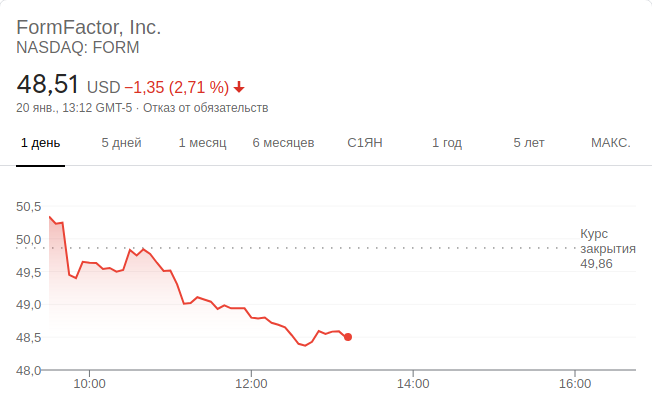 FormFactor, Inc.
NASDAQ: FORM
48,51 USD −1,35 (2,71 %)
20 янв., 13:12 GMT-5 · Отказ от обязательств
1 день 5 дней 1 месяц 6 месяцев С1ЯН 1 год 5 лет МАКС.
50,5
50,0
49,5
49,0
48,5
48,0
Курс
закрытия
49,86
10:00 12:00 14:00 16:00